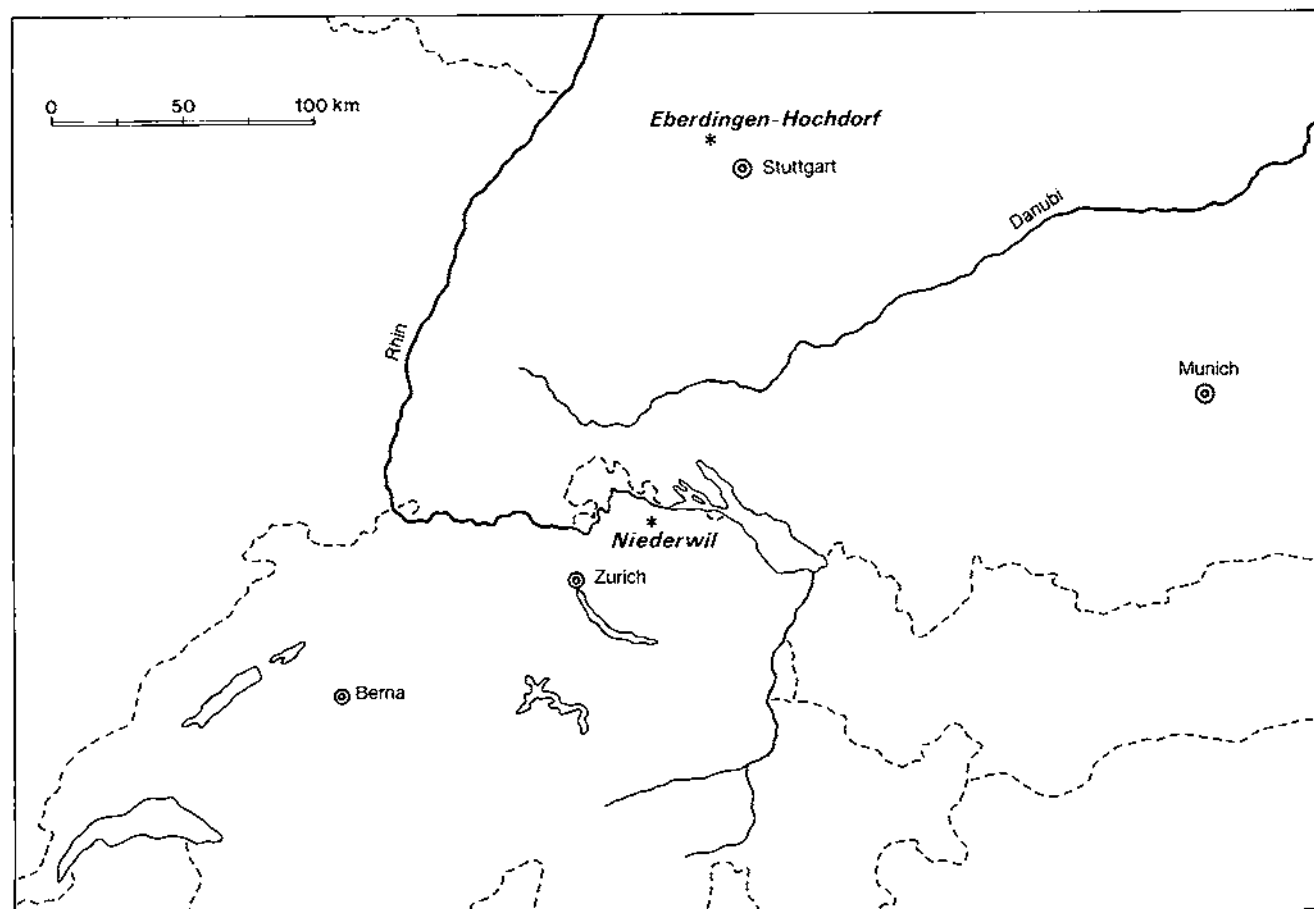 0 50 100 km
Eberdingen-Hochdorf
*
Stuttgart
Danubi
Rhin
Munich
*
Niederwil
Zurich
Berna